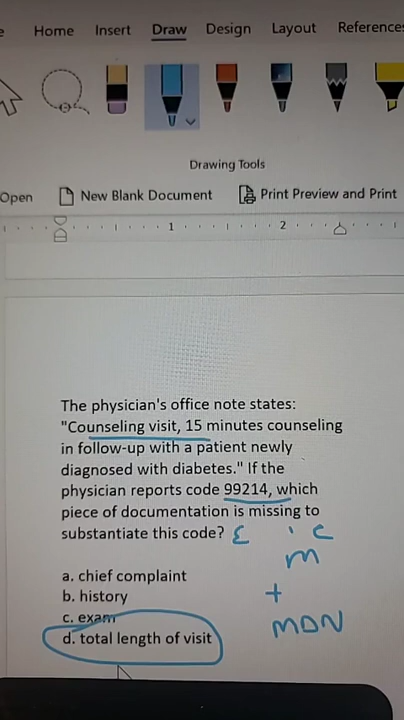 Home Insert Draw Design Layout References
Drawing Tools
Open New Blank Document Print Preview and Print
1 2
The physician's office note states:
"Counseling visit, 15 minutes counseling
in follow-up with a patient newly
diagnosed with diabetes." If the
physician reports code 99214, which
piece of documentation is missing to
substantiate this code?
m
a. chief complaint
b. history +
c. exam MDN
d. total length of visit